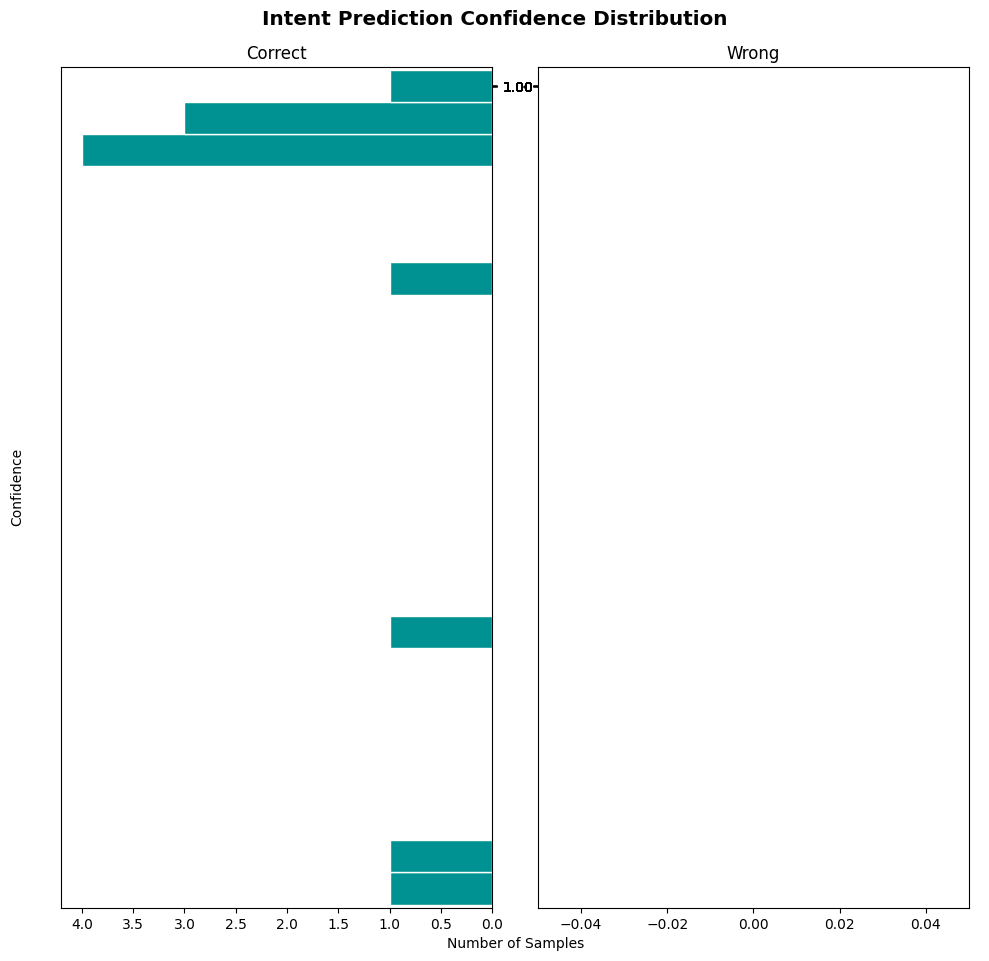 Intent Prediction Confidence Distribution
Correct
Wrong
1.00
Confidence
4.0 3.5 3.0 2.5 2.0 1.5 1.0 0.5 0.0
−0.04 −0.02 0.00 0.02 0.04
Number of Samples